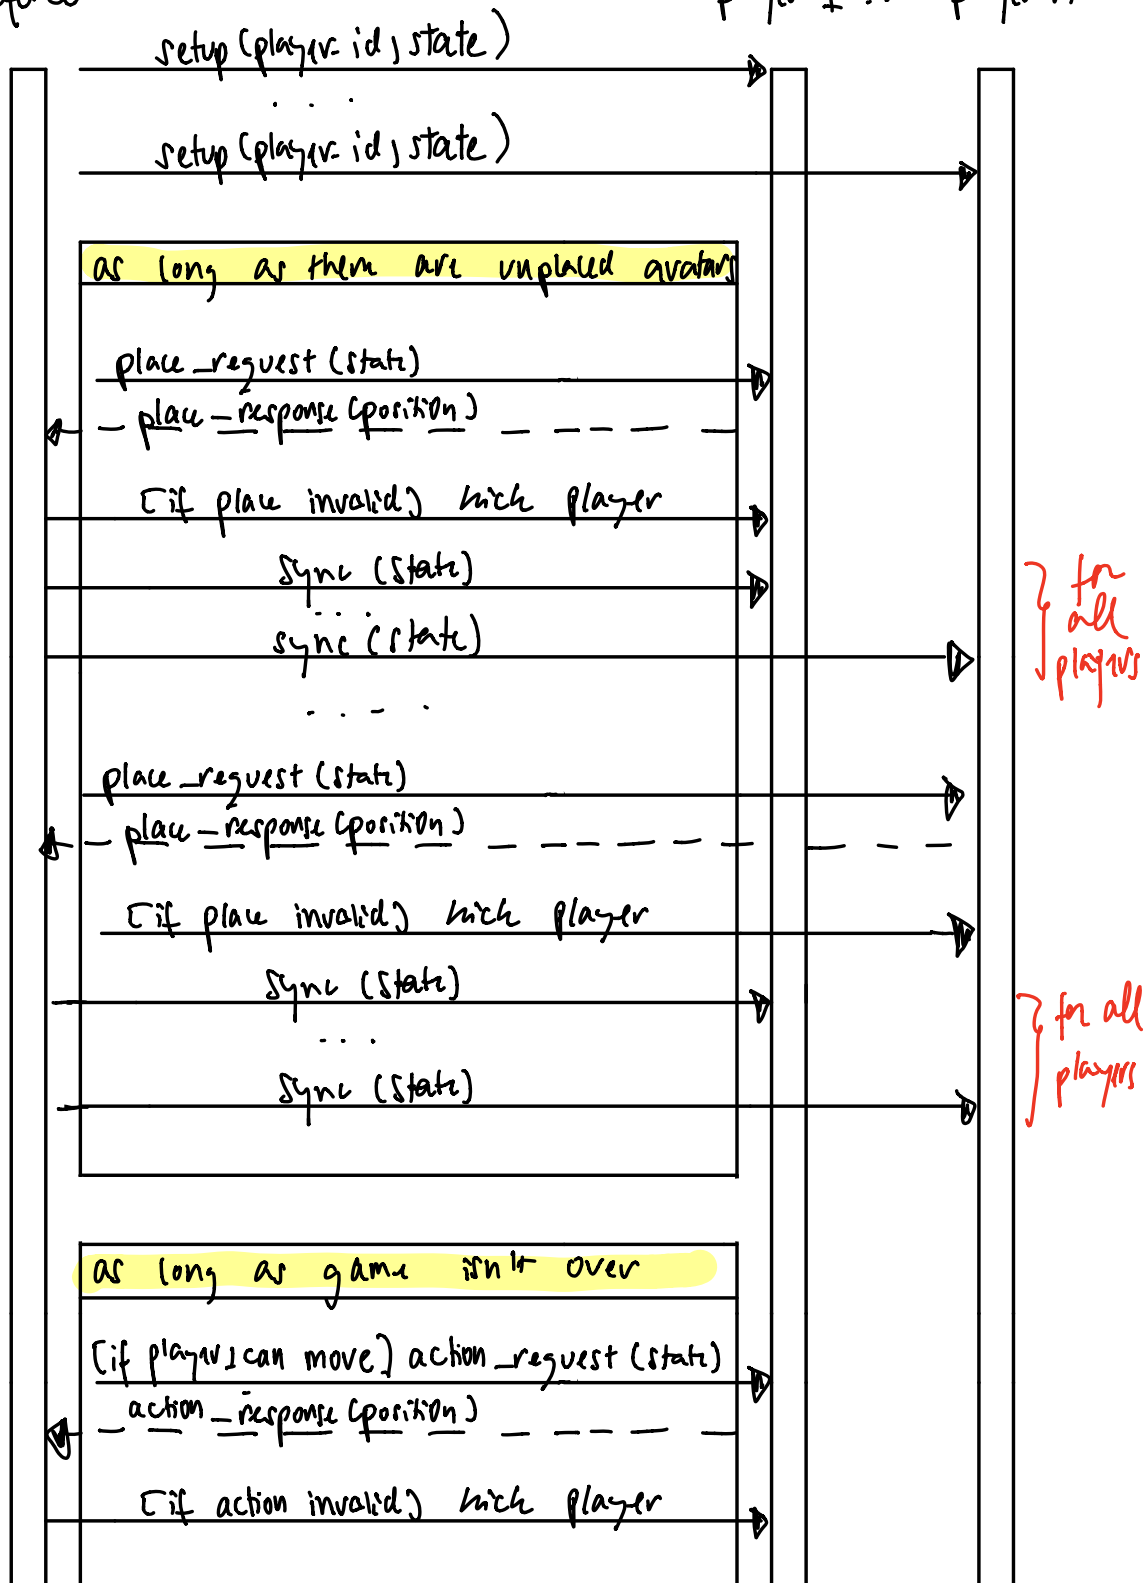 setup (player-id, state)
. . .
setup (player-id, state)
as long as there are unplaced avatars
place_request (state)
place_response (position)
[if place invalid] kick player
sync (state)
. . .
sync (state)
for
all
players
. . . .
place_request (state)
place_response (position)
[if place invalid] kick player
sync (state)
. . .
sync (state)
for all
players
as long as game isn't over
[if player1 can move] action_request (state)
action_response (position)
[if action invalid] kick player